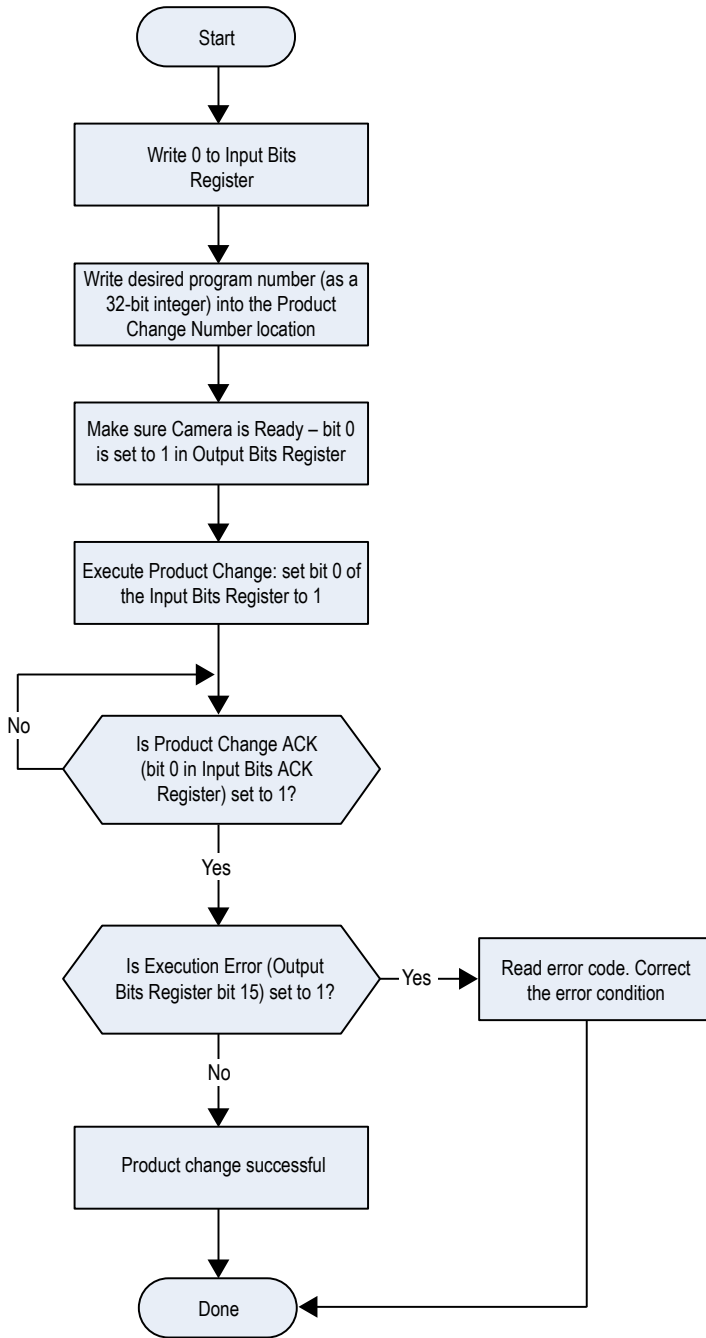 Start
Write 0 to Input Bits
Register
Write desired program number (as a
32-bit integer) into the Product
Change Number location
Make sure Camera is Ready – bit 0
is set to 1 in Output Bits Register
Execute Product Change: set bit 0 of
the Input Bits Register to 1
No
Is Product Change ACK
(bit 0 in Input Bits ACK
Register) set to 1?
Yes
Is Execution Error (Output
Bits Register bit 15) set to 1?
Yes
Read error code. Correct
the error condition
No
Product change successful
Done